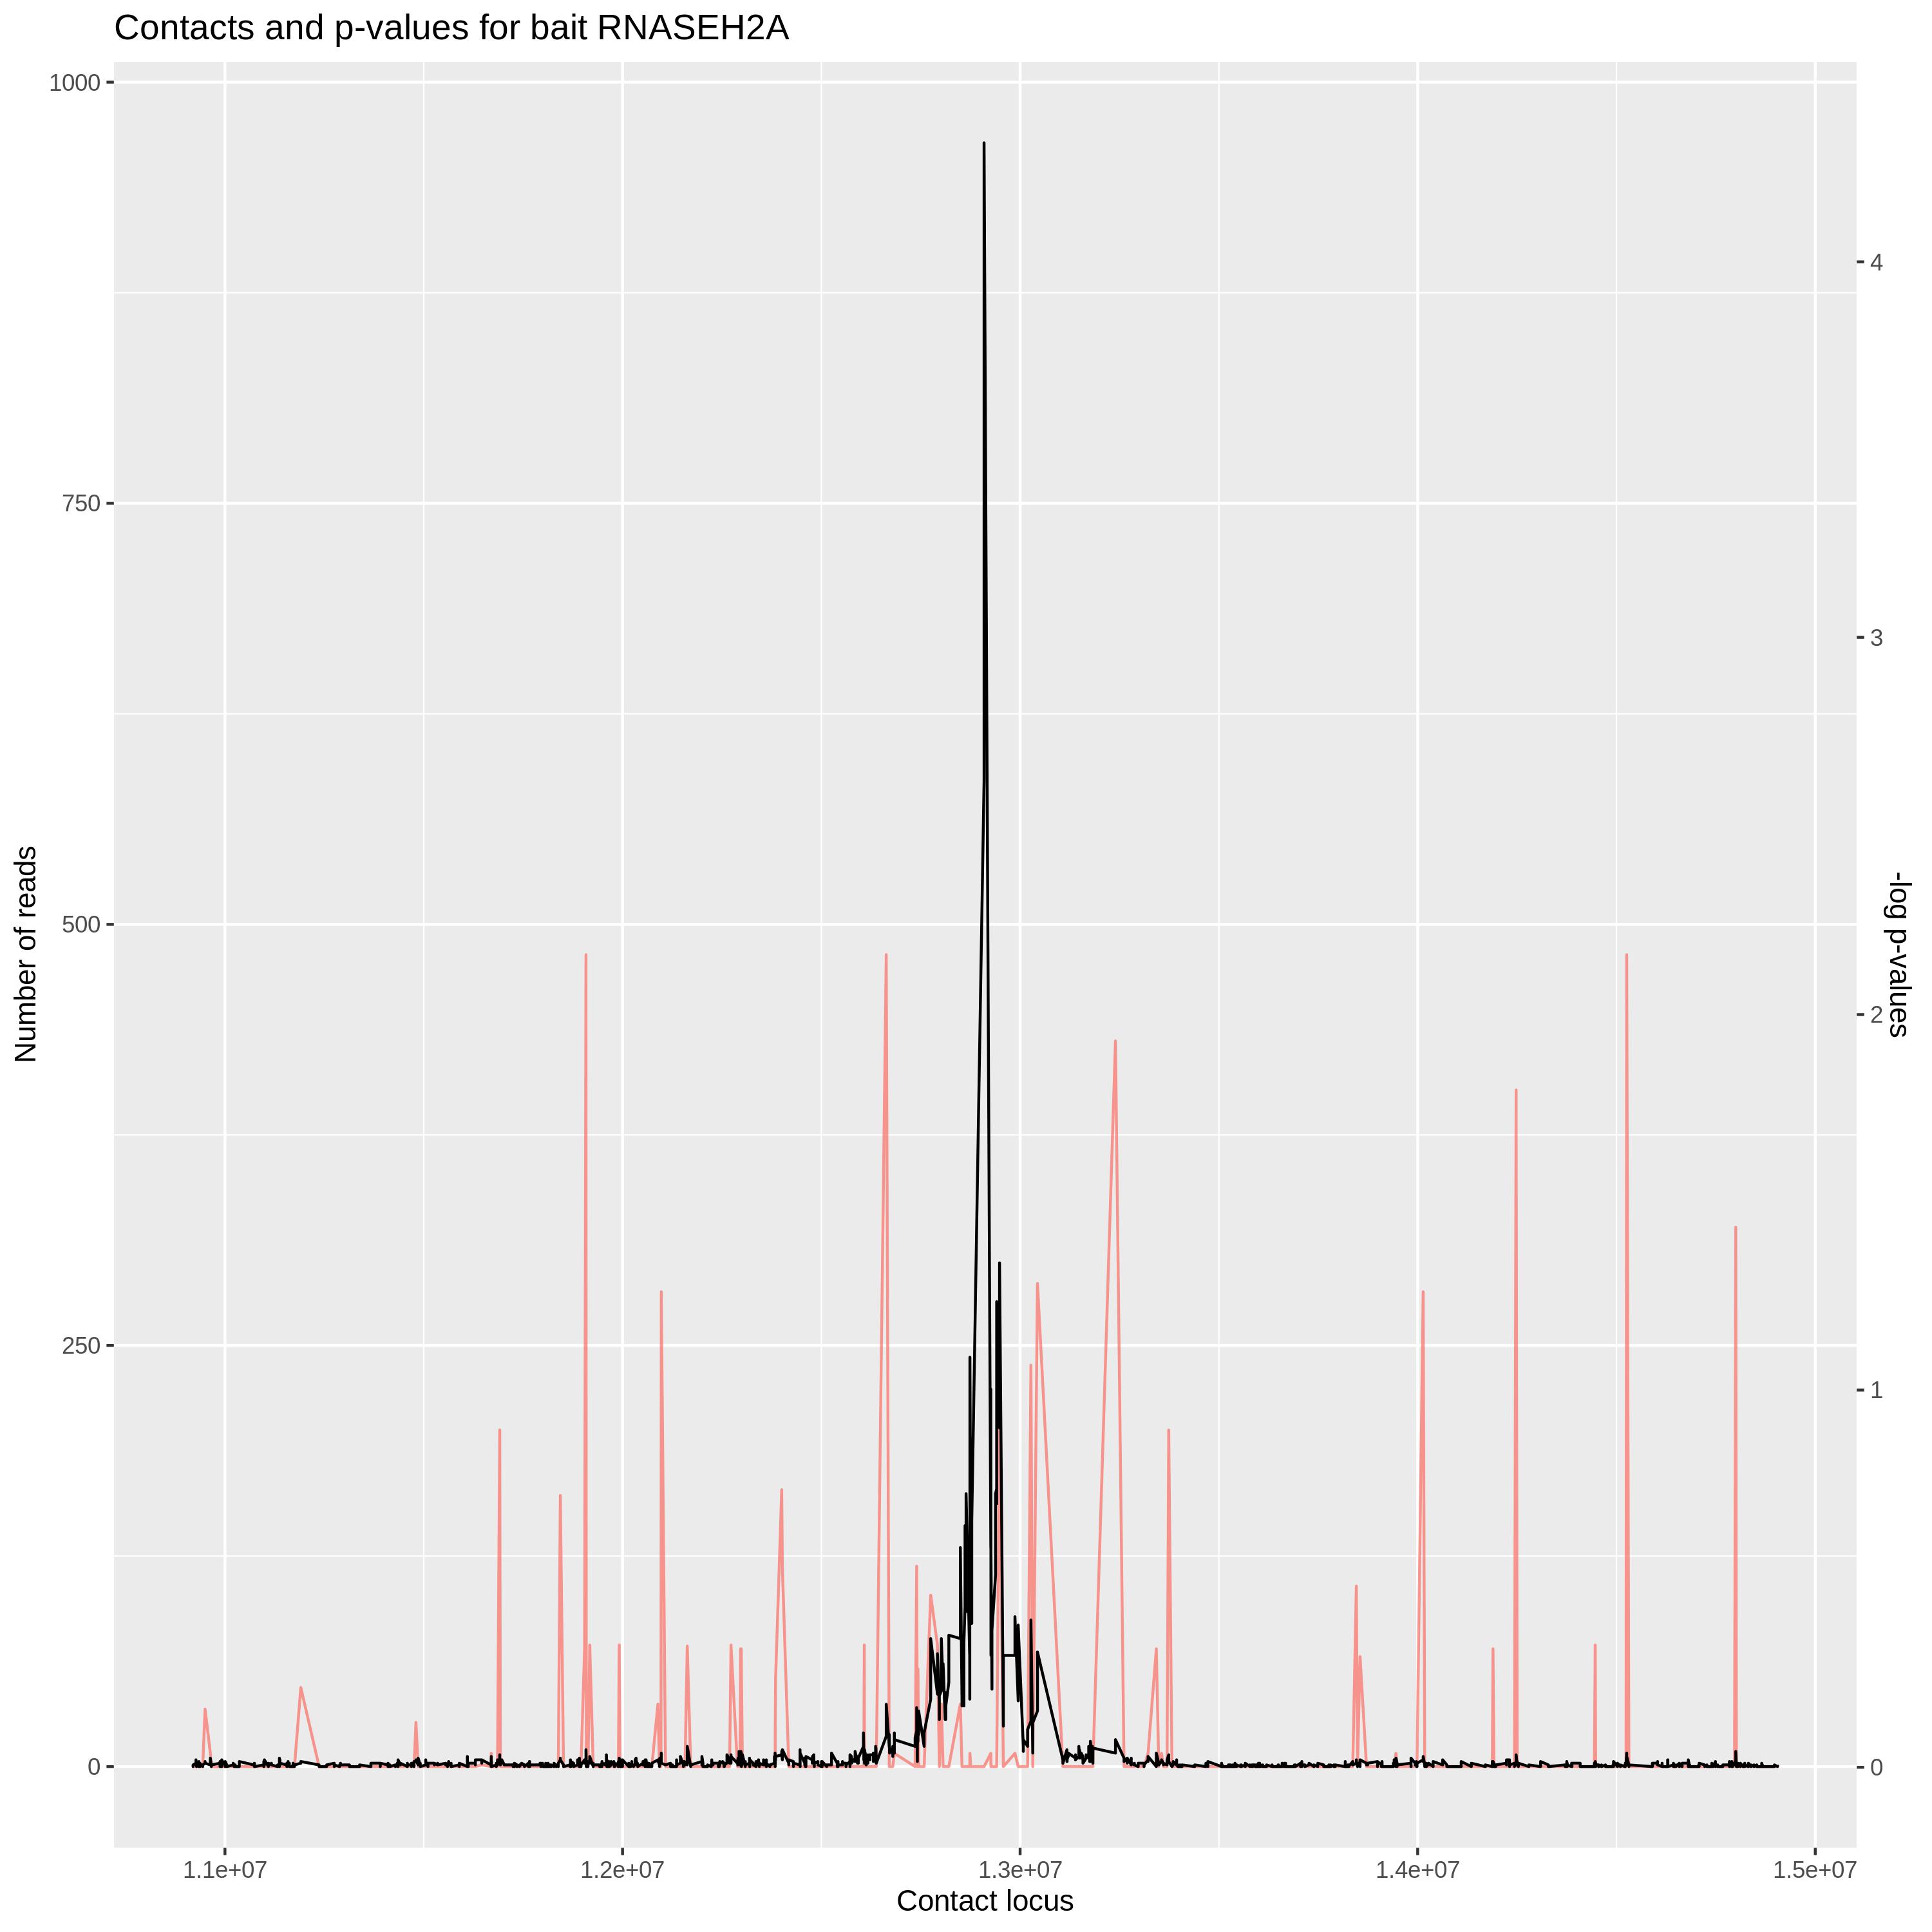 Contacts and p-values for bait RNASEH2A
1000
750
500
250
0
Number of reads
4
3
2
1
0
-log p-values
1.1e+07
1.2e+07
1.3e+07
1.4e+07
1.5e+07
Contact locus